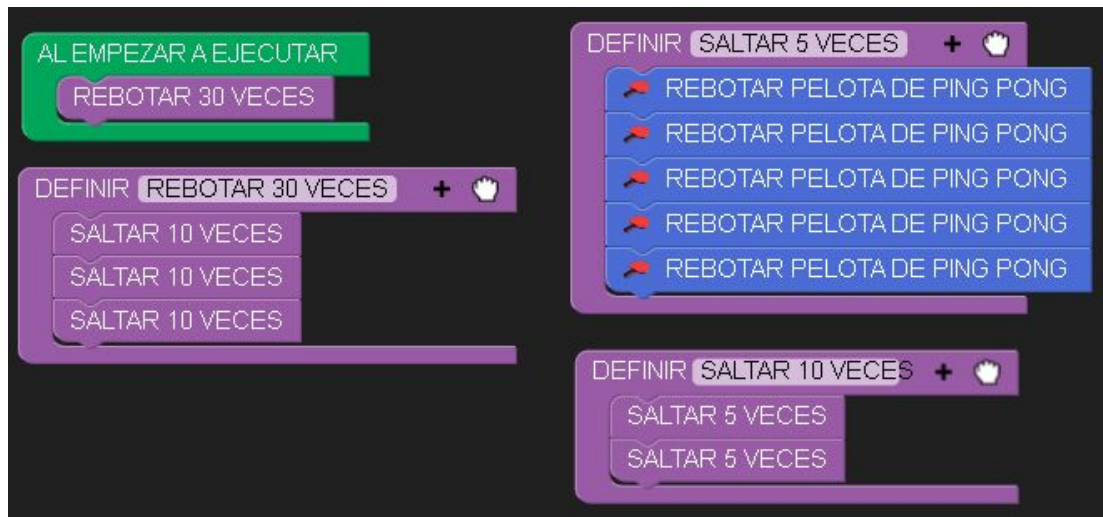 AL EMPEZAR A EJECUTAR
REBOTAR 30 VECES
DEFINIR REBOTAR 30 VECES +
SALTAR 10 VECES
SALTAR 10 VECES
SALTAR 10 VECES
DEFINIR SALTAR 5 VECES +
REBOTAR PELOTA DE PING PONG
REBOTAR PELOTA DE PING PONG
REBOTAR PELOTA DE PING PONG
REBOTAR PELOTA DE PING PONG
REBOTAR PELOTA DE PING PONG
DEFINIR SALTAR 10 VECES +
SALTAR 5 VECES
SALTAR 5 VECES